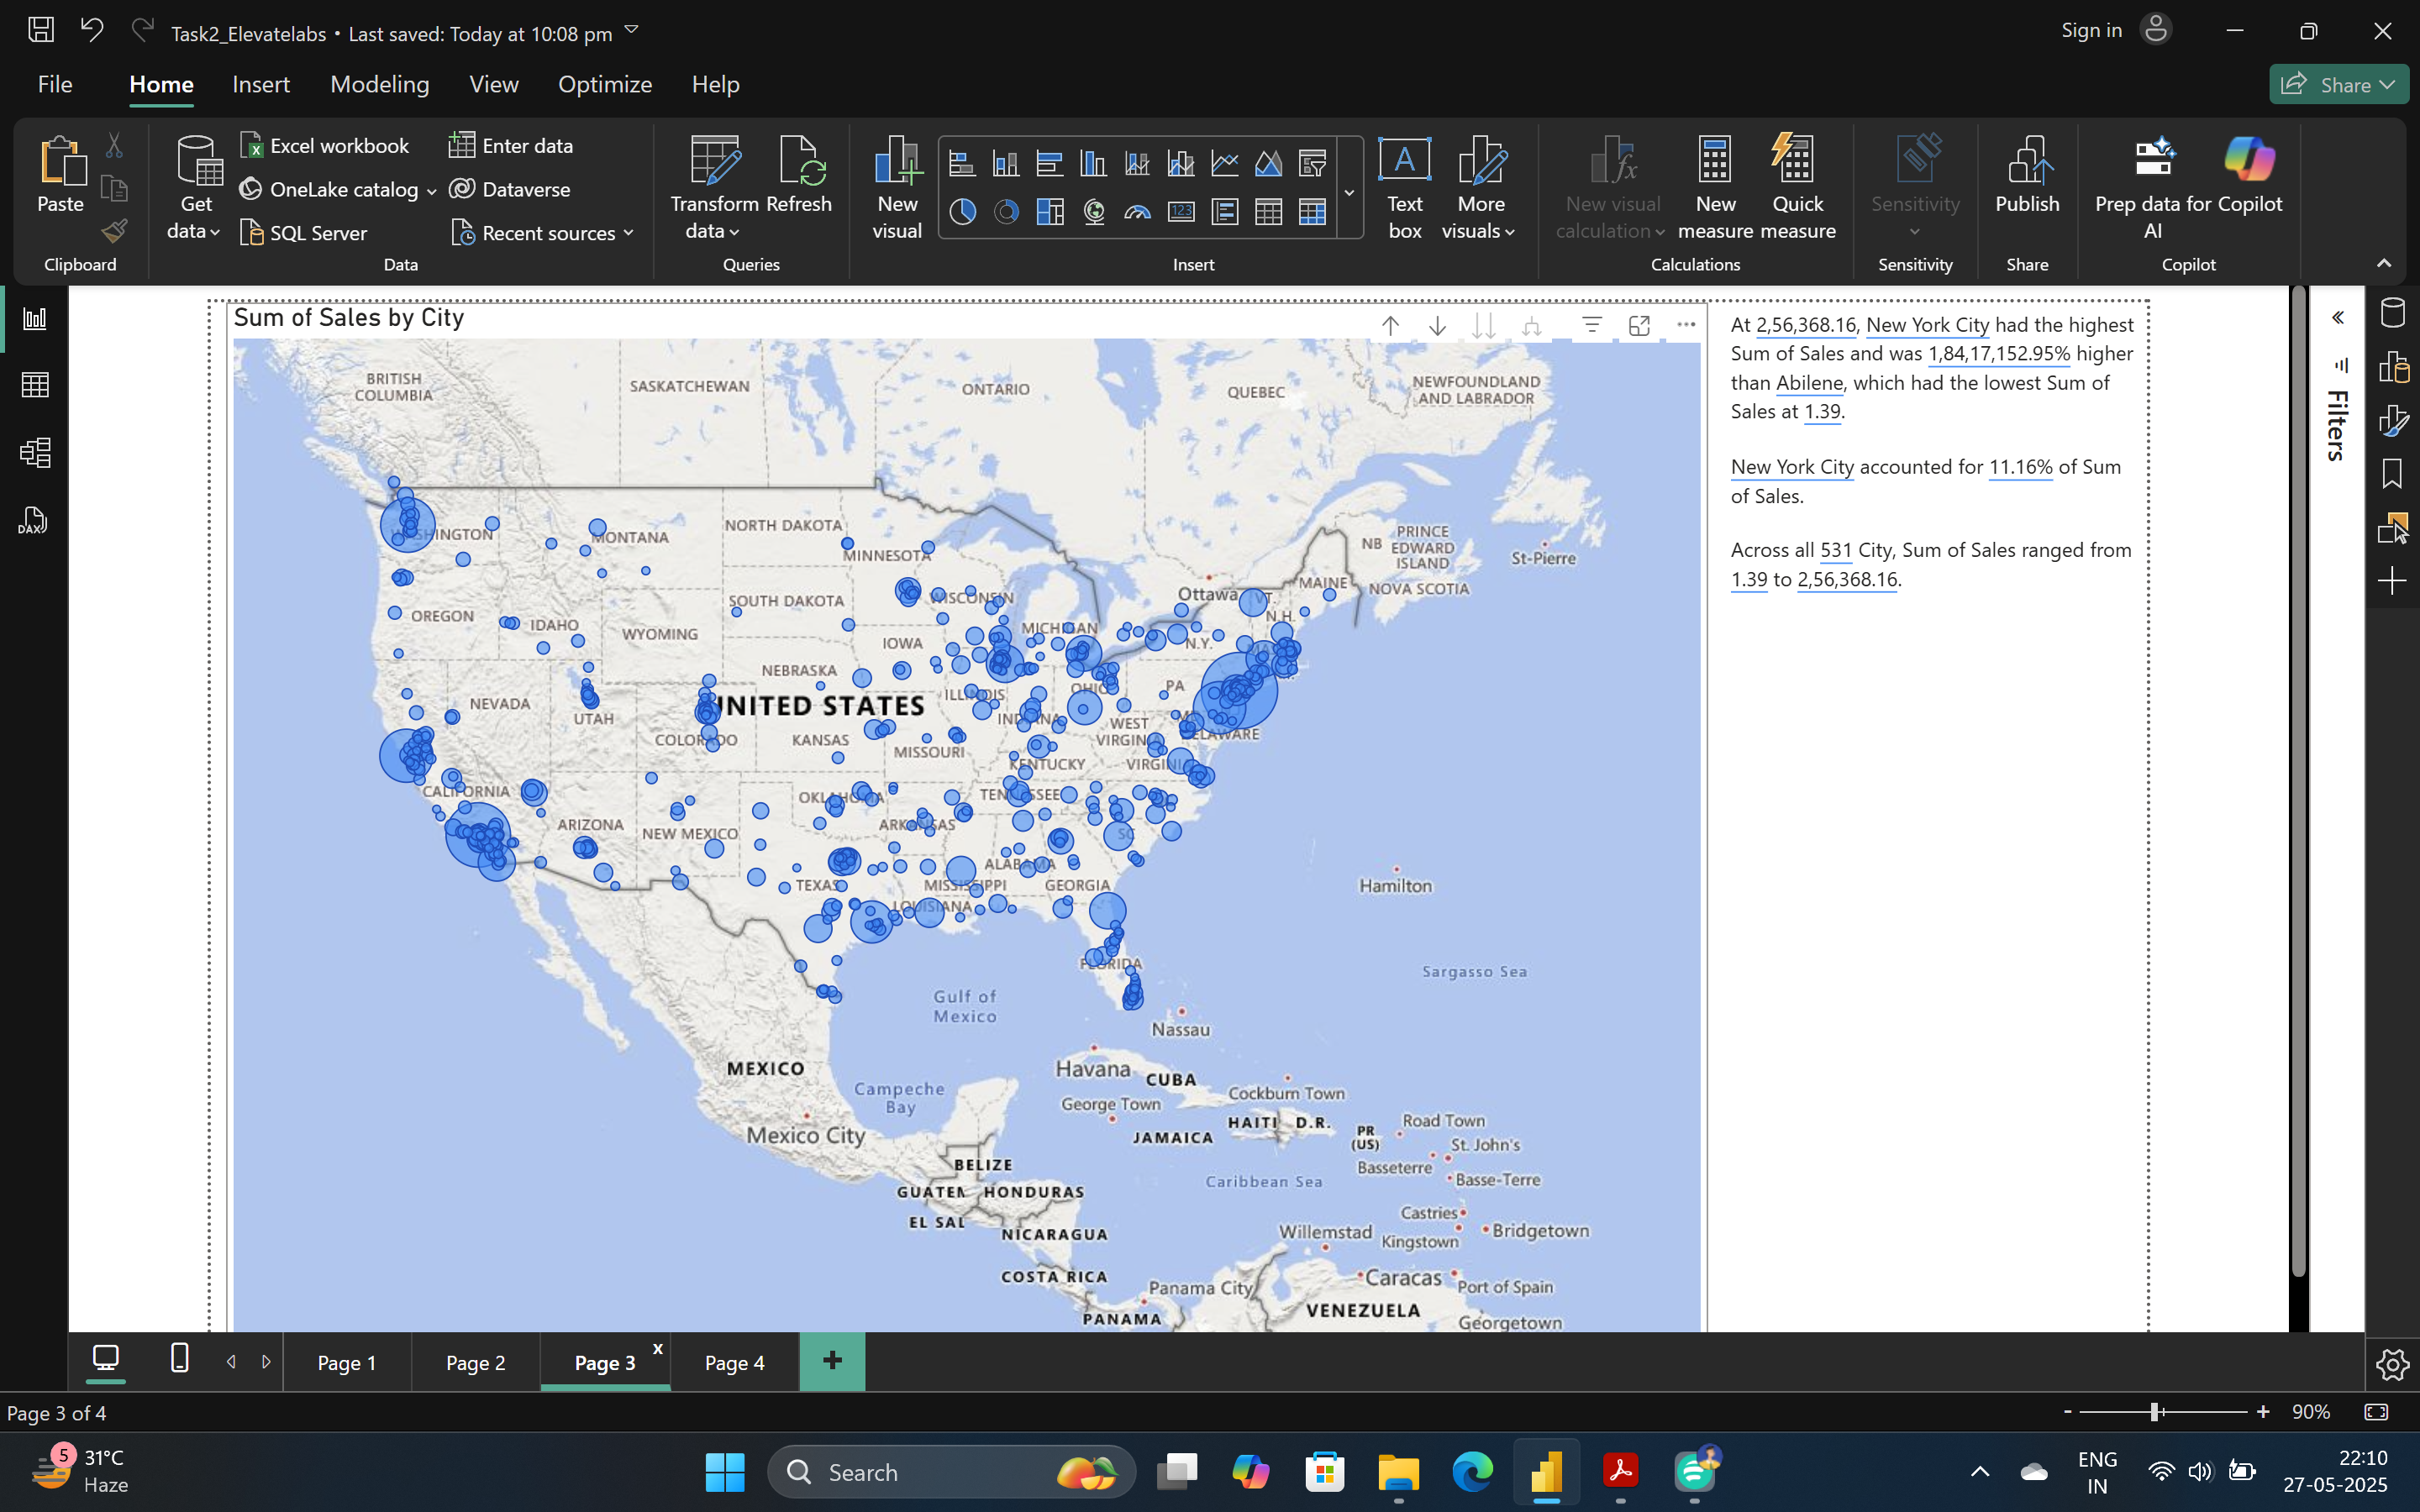 Task2_Elevatelabs • Last saved: Today at 10:08 pm
Sign in
File
Home
Insert
Modeling
View
Optimize
Help
Share
Paste
Get data
Excel workbook
OneLake catalog
SQL Server
Enter data
Dataverse
Recent sources
Transform data
Refresh
New visual
Text box
More visuals
New visual calculation
New measure
Quick measure
Sensitivity
Publish
Prep data for AI
Copilot
Clipboard
Data
Queries
Insert
Calculations
Sensitivity
Share
Copilot
DAX
Sum of Sales by City
BRITISH COLUMBIA
SASKATCHEWAN
ONTARIO
QUEBEC
NEWFOUNDLAND AND LABRADOR
NORTH DAKOTA
MONTANA
MINNESOTA
NB
PRINCE EDWARD ISLAND
St-Pierre
MAINE
NOVA SCOTIA
Ottawa
VT.
N.H.
SOUTH DAKOTA
WISCONSIN
OREGON
IDAHO
WYOMING
IOWA
MICHIGAN
N.Y.
NEBRASKA
NEVADA
UTAH
ILLINOIS
INDIANA
OHIO
PA
UNITED STATES
COLORADO
KANSAS
MISSOURI
WEST VIRGINIA
DELAWARE
KENTUCKY
VIRGINIA
CALIFORNIA
OKLAHOMA
TENNESSEE
ARIZONA
NEW MEXICO
ARKANSAS
SC
ALABAMA
TEXAS
MISSISSIPPI
GEORGIA
LOUISIANA
FLORIDA
Hamilton
Sargasso Sea
Gulf of Mexico
Nassau
MEXICO
Havana
CUBA
Campeche Bay
Cockburn Town
George Town
Mexico City
HAITI
D.R.
JAMAICA
PR (US)
Road Town
St. John's
Basseterre
Basse-Terre
BELIZE
Caribbean Sea
GUATEM
HONDURAS
EL SAL
NICARAGUA
Castries
Willemstad
Kingstown
Bridgetown
COSTA RICA
Panama City
Caracas
Port of Spain
PANAMA
VENEZUELA
Georgetown
At 2,56,368.16, New York City had the highest
Sum of Sales and was 1,84,17,152.95% higher
than Abilene, which had the lowest Sum of
Sales at 1.39.
New York City accounted for 11.16% of Sum
of Sales.
Across all 531 City, Sum of Sales ranged from
1.39 to 2,56,368.16.
Filters
Page 1
Page 2
Page 3
Page 4
Page 3 of 4
90%
5
31°C
Haze
Search
ENG
IN
22:10
27-05-2025